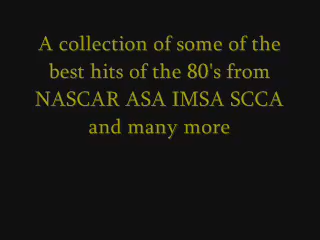 A collection of some of the
best hits of the 80's from
NASCAR ASA IMSA SCCA
and many more